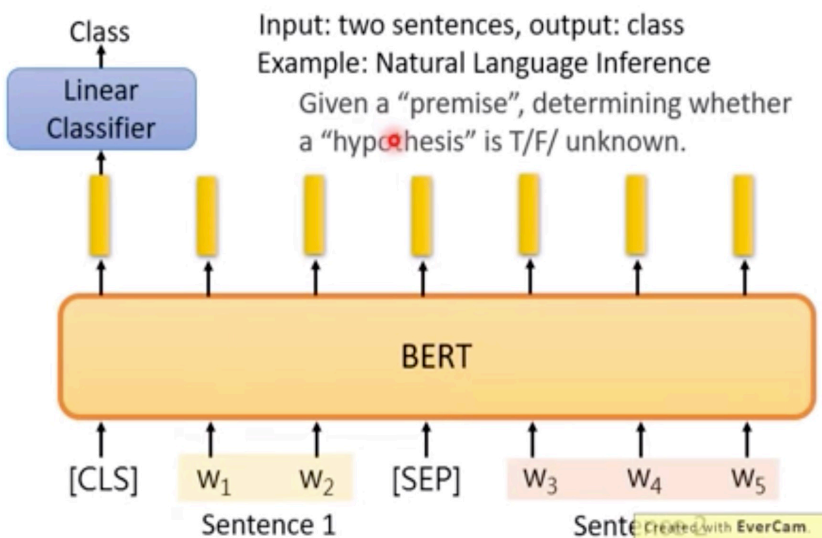 Class
Input: two sentences, output: class
Example: Natural Language Inference
Linear
Classifier
Given a “premise”, determining whether
a “hypothesis” is T/F/ unknown.
BERT
[CLS] w1 w2 [SEP] w3 w4 w5
Sentence 1
Created with EverCam.